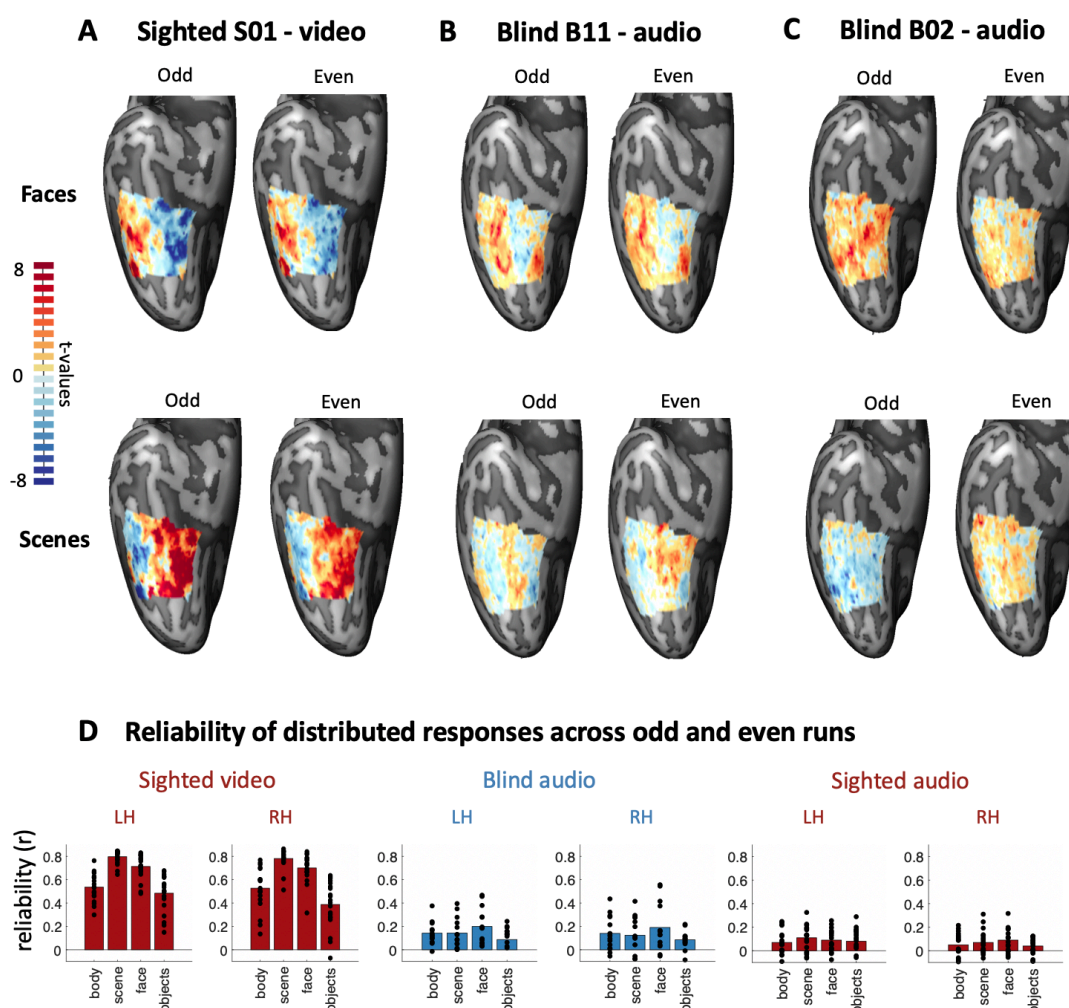 A Sighted S01 - video B Blind B11 - audio C Blind B02 - audio
Odd Even Odd Even Odd Even
Faces
8
0
-8
t-values
Odd Even Odd Even Odd Even
Scenes
D Reliability of distributed responses across odd and even runs
Sighted video Blind audio Sighted audio
LH RH LH RH LH RH
reliability (r)
0.8 0.8 0.8 0.8 0.8 0.8
0.6 0.6 0.6 0.6 0.6 0.6
0.4 0.4 0.4 0.4 0.4 0.4
0.2 0.2 0.2 0.2 0.2 0.2
0 0 0 0 0 0
body scene face objects body scene face objects body scene face objects body scene face objects body scene face objects body scene face objects